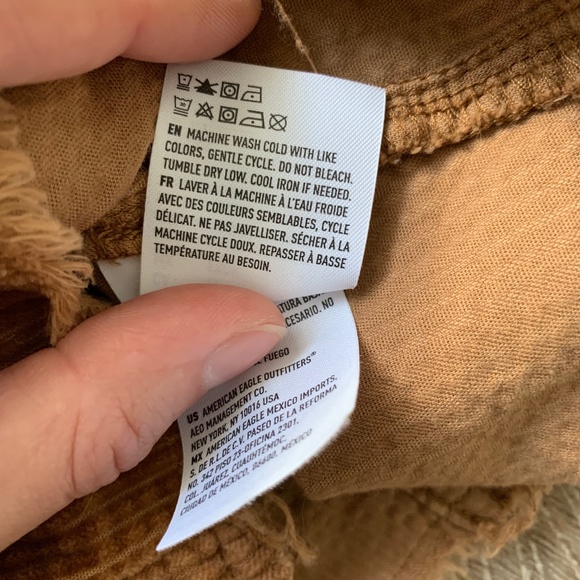 EN MACHINE WASH COLD WITH LIKE
COLORS, GENTLE CYCLE. DO NOT BLEACH.
TUMBLE DRY LOW. COOL IRON IF NEEDED.
FR LAVER À LA MACHINE À L'EAU FROIDE
AVEC DES COULEURS SEMBLABLES, CYCLE
DÉLICAT. NE PAS JAVELLISER. SÉCHER À LA
MACHINE CYCLE DOUX. REPASSER À BASSE
TEMPÉRATURE AU BESOIN.
CESARIO. NO
FUEGO
US AMERICAN EAGLE OUTFITTERS®
AEO MANAGEMENT CO.
NEW YORK, NY 10016 USA
MX AMERICAN EAGLE MEXICO IMPORTS,
S. DE R.L DE C.V. PASEO DE LA REFORMA
NO. 342 PISO 25-OFICINA 2301.
COL. JUÁREZ, CUAUHTÉMOC.
CIUDAD DE MÉXICO, 06600, MÉXICO